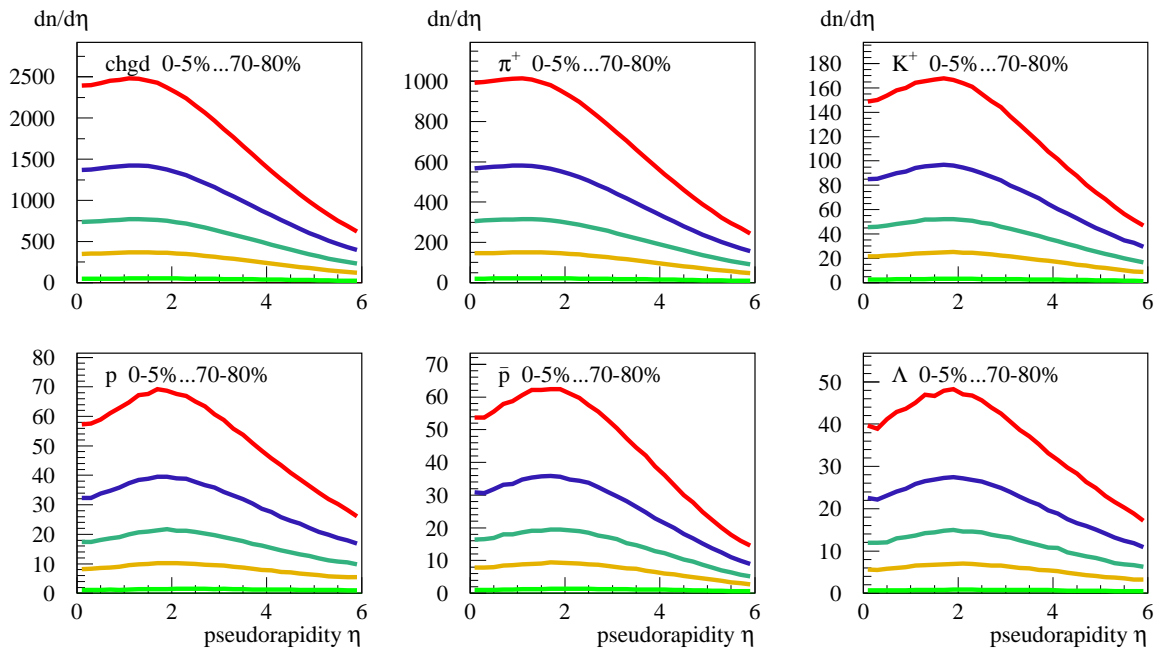 dn/dη
dn/dη
dn/dη
chgd 0-5%...70-80%
π+ 0-5%...70-80%
K+ 0-5%...70-80%
2500
2000
1500
1000
500
0
0 2 4 6
1000
800
600
400
200
0
0 2 4 6
160
140
120
100
80
60
40
20
0
0 2 4 6
p 0-5%...70-80%
p̄ 0-5%...70-80%
Λ 0-5%...70-80%
80
70
60
50
40
30
20
10
0
0 2 4 6
70
60
50
40
30
20
10
0
0 2 4 6
50
40
30
20
10
0
0 2 4 6
pseudorapidity η
pseudorapidity η
pseudorapidity η